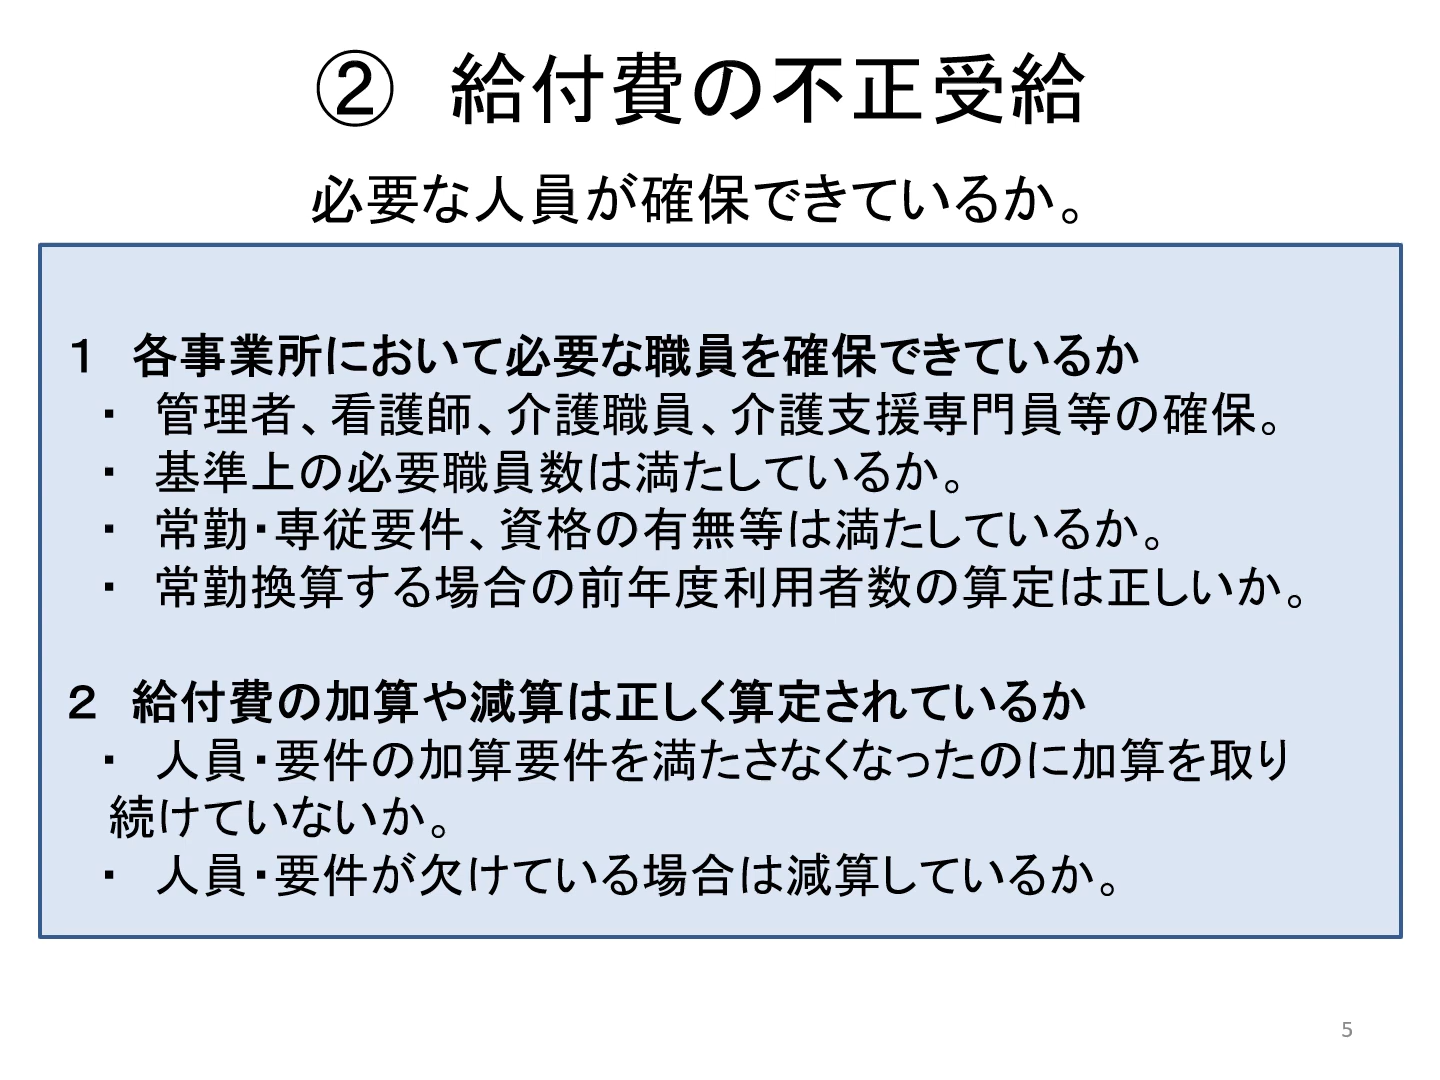 ② 給付費の不正受給
必要な人員が確保できているか。
１ 各事業所において必要な職員を確保できているか
・ 管理者、看護師、介護職員、介護支援専門員等の確保。
・ 基準上の必要職員数は満たしているか。
・ 常勤・専従要件、資格の有無等は満たしているか。
・ 常勤換算する場合の前年度利用者数の算定は正しいか。
２ 給付費の加算や減算は正しく算定されているか
・ 人員・要件の加算要件を満たさなくなったのに加算を取り
続けていないか。
・ 人員・要件が欠けている場合は減算しているか。
5